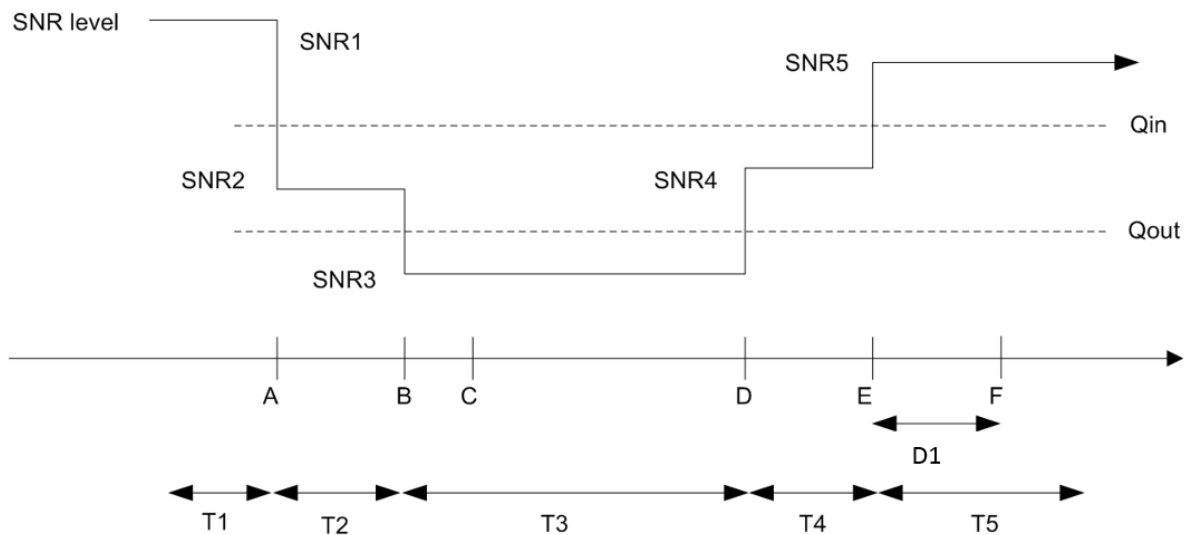 SNR level
SNR1
SNR5
Qin
SNR2
SNR4
Qout
SNR3
A B C D E F
D1
T1 T2 T3 T4 T5